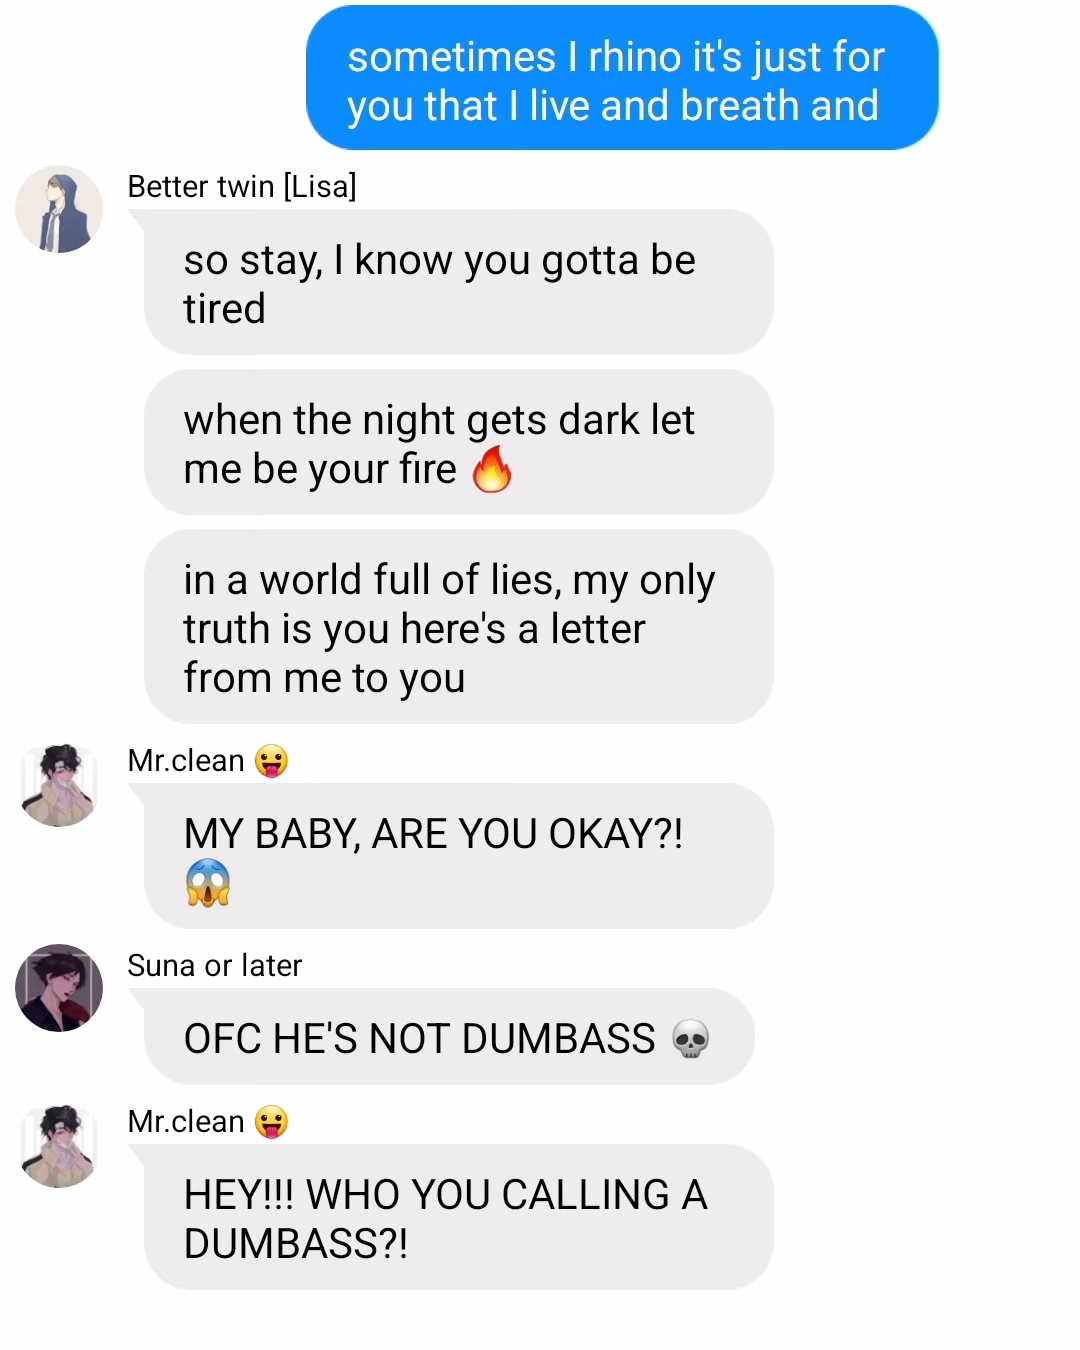 sometimes I rhino it's just for
you that I live and breath and
Better twin [Lisa]
so stay, I know you gotta be
tired
when the night gets dark let
me be your fire 🔥
in a world full of lies, my only
truth is you here's a letter
from me to you
Mr.clean 😛
MY BABY, ARE YOU OKAY?!
😱
Suna or later
OFC HE'S NOT DUMBASS 💀
Mr.clean 😛
HEY!!! WHO YOU CALLING A
DUMBASS?!